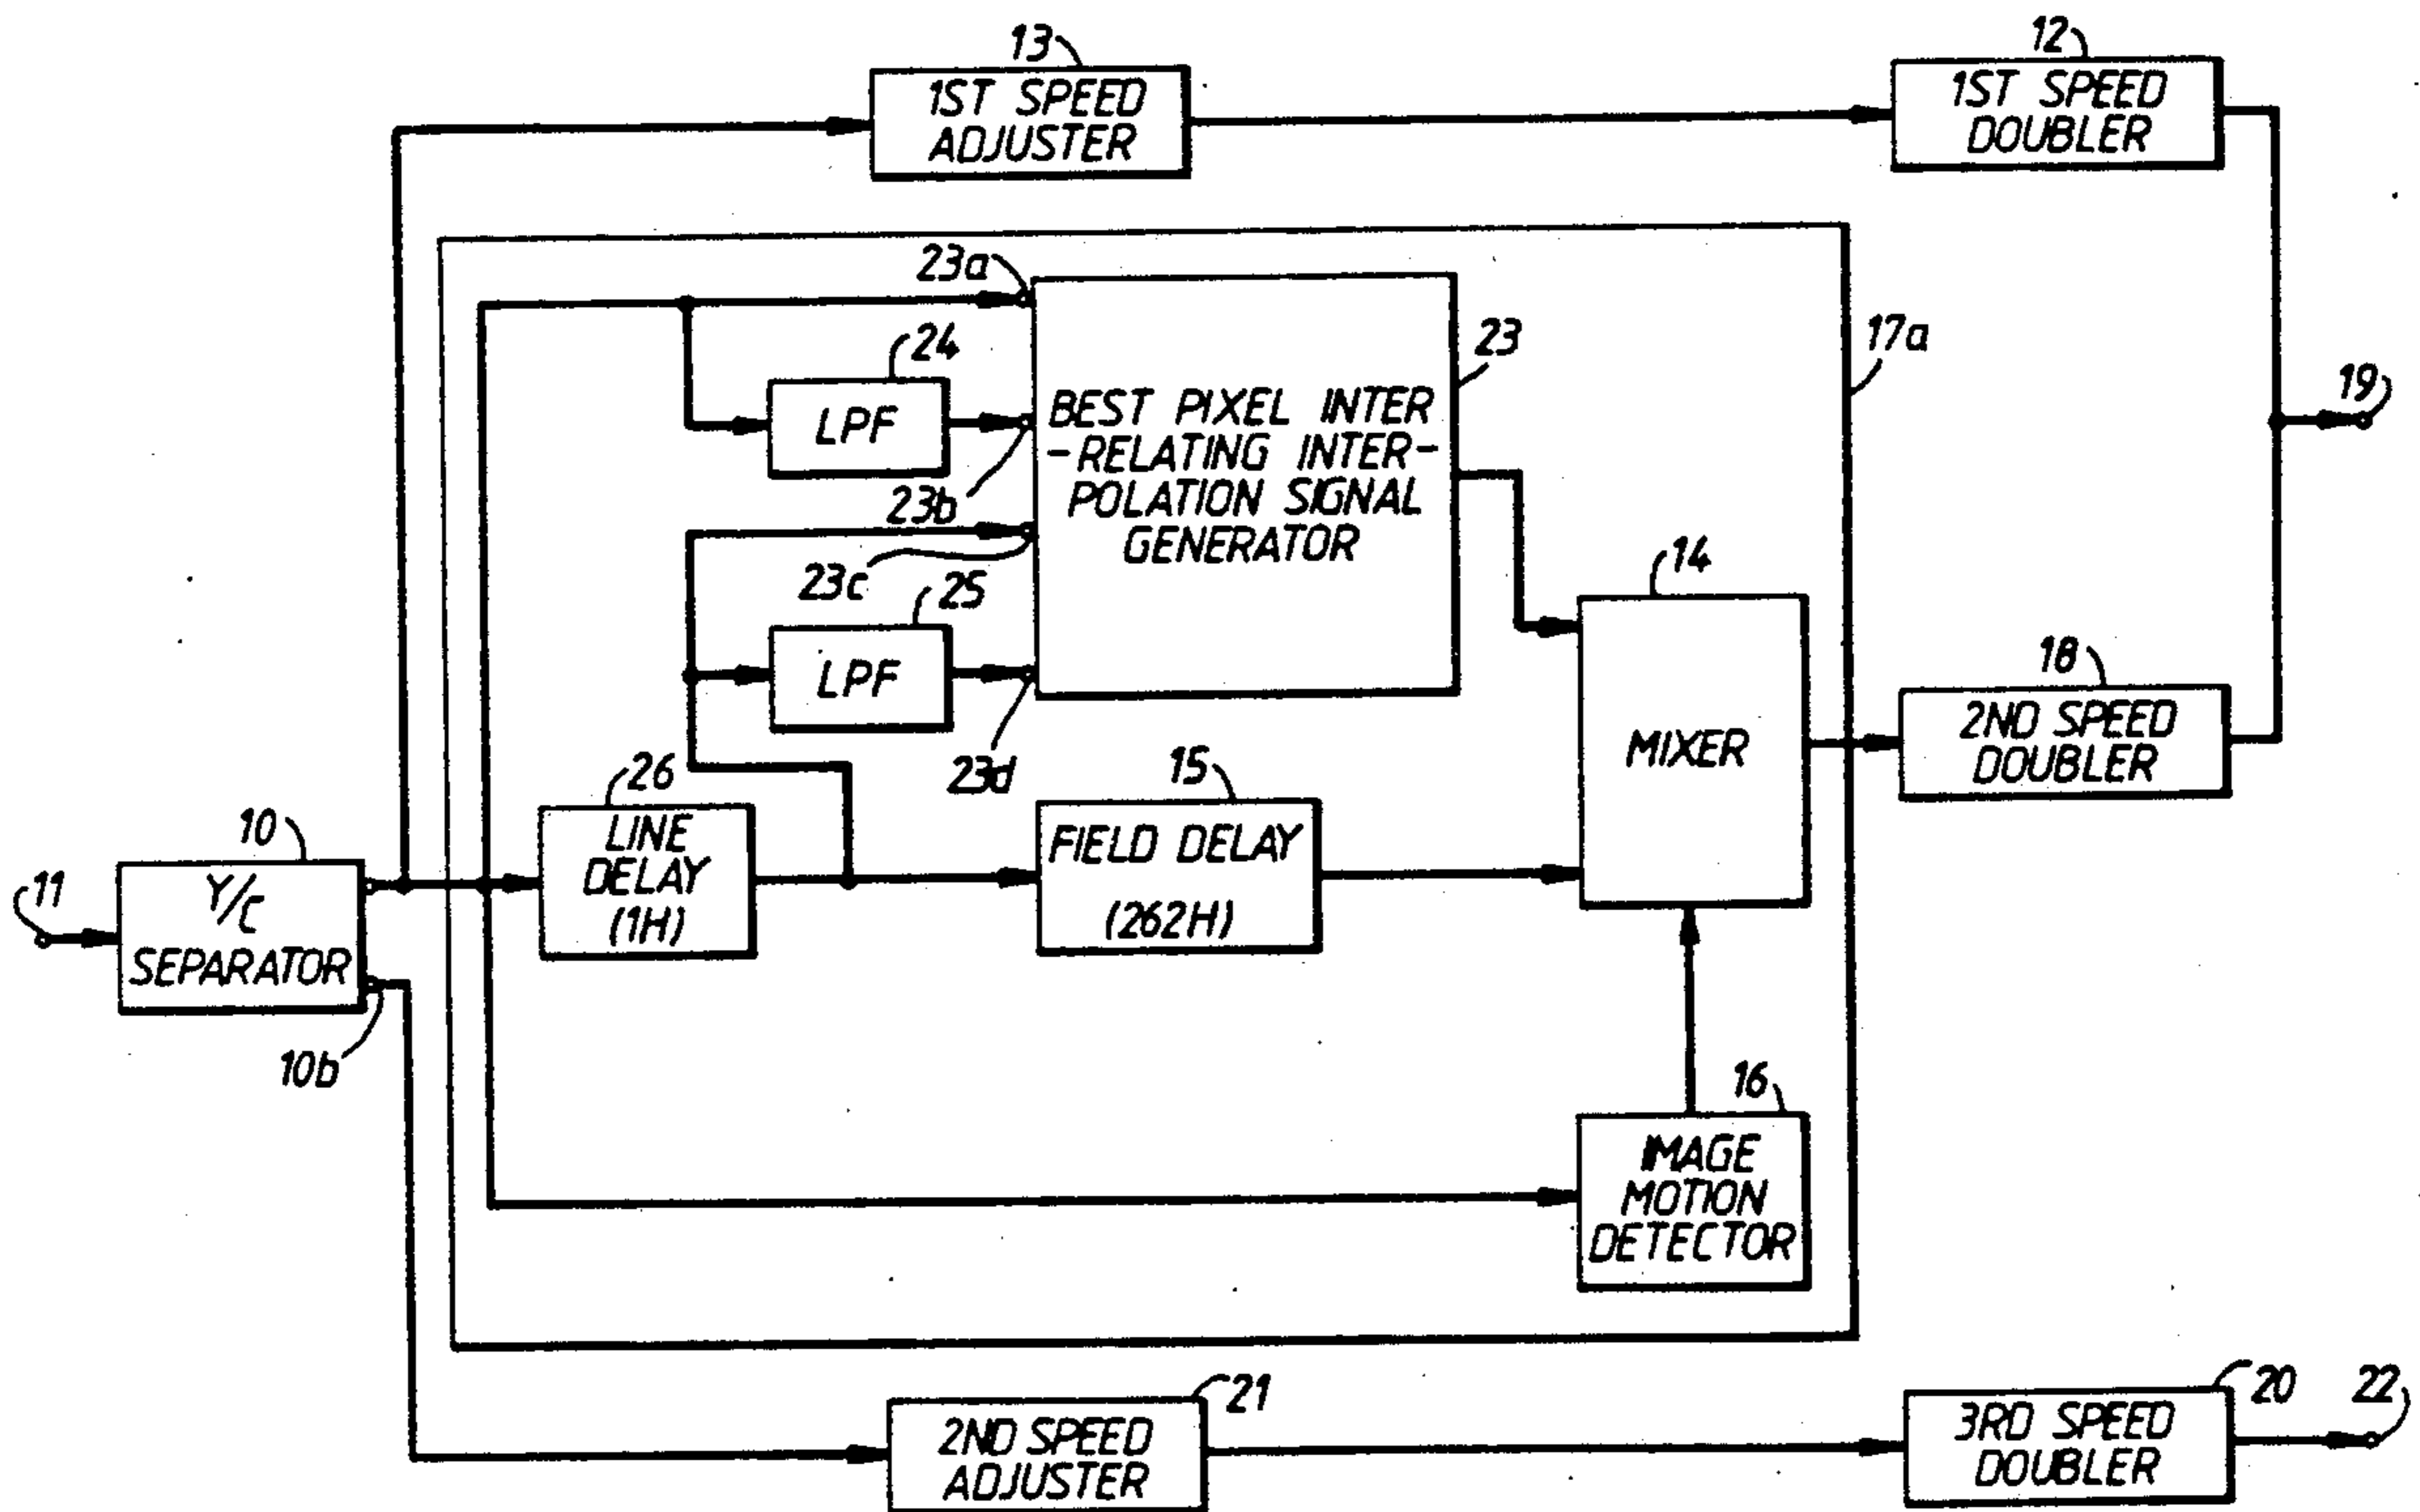 13
1ST SPEED
ADJUSTER
12
1ST SPEED
DOUBLER
23a
24
LPF
23b
BEST PIXEL INTER
-RELATING INTER-
POLATION SIGNAL
GENERATOR
23
17a
19
23c
25
LPF
23d
14
MIXER
18
2ND SPEED
DOUBLER
10
11
Y/C
SEPARATOR
10b
26
LINE
DELAY
(1H)
15
FIELD DELAY
(262H)
16
IMAGE
MOTION
DETECTOR
21
2ND SPEED
ADJUSTER
20
3RD SPEED
DOUBLER
22